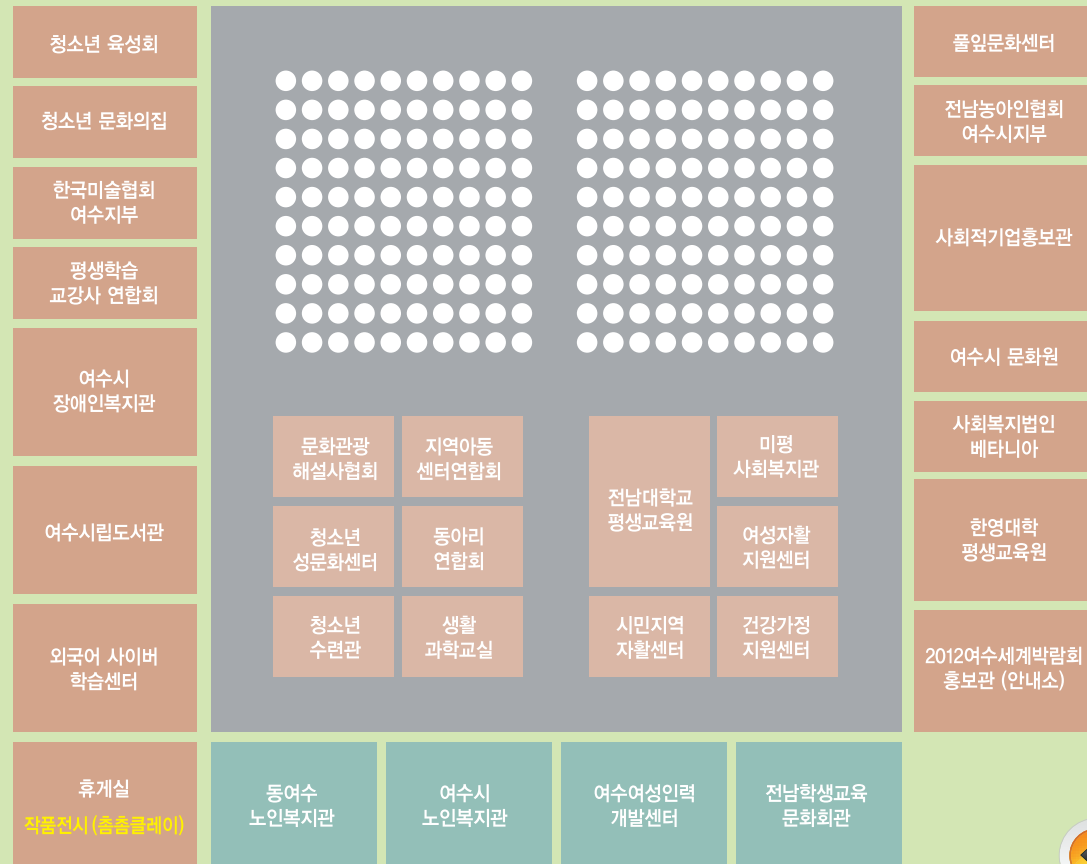 청소년 육성회
청소년 문화의집
한국미술협회
여수지부
평생학습
교강사 연합회
여수시
장애인복지관
여수시립도서관
외국어 사이버
학습센터
휴게실
작품전시(촘촘클레이)
문화관광
해설사협회
지역아동
센터연합회
청소년
성문화센터
동아리
연합회
청소년
수련관
생활
과학교실
전남대학교
평생교육원
미평
사회복지관
여성자활
지원센터
시민지역
자활센터
건강가정
지원센터
동여수
노인복지관
여수시
노인복지관
여수여성인력
개발센터
전남학생교육
문화회관
풀잎문화센터
전남농아인협회
여수시지부
사회적기업홍보관
여수시 문화원
사회복지법인
베타니아
한영대학
평생교육원
2012여수세계박람회
홍보관 (안내소)